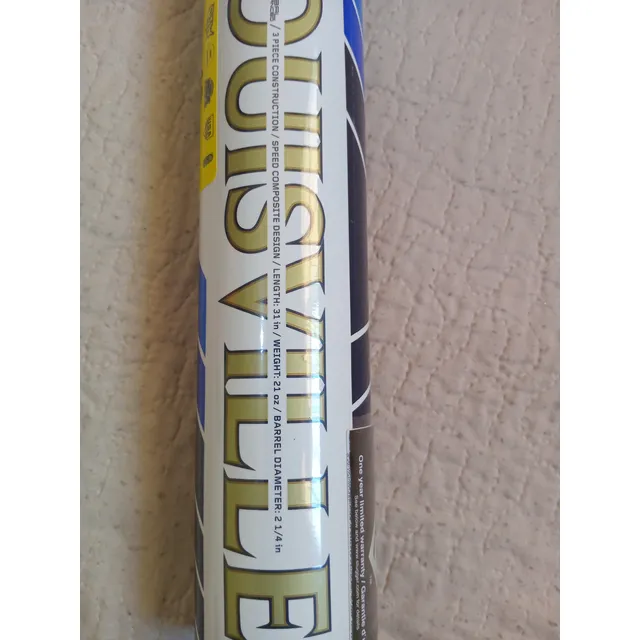 OUISVILLE
/ 3 PIECE CONSTRUCTION / SPEED COMPOSITE DESIGN / LENGTH: 31 in / WEIGHT: 21 oz / BARREL DIAMETER: 2 1/4 in
One year limited warranty / Garantie d'